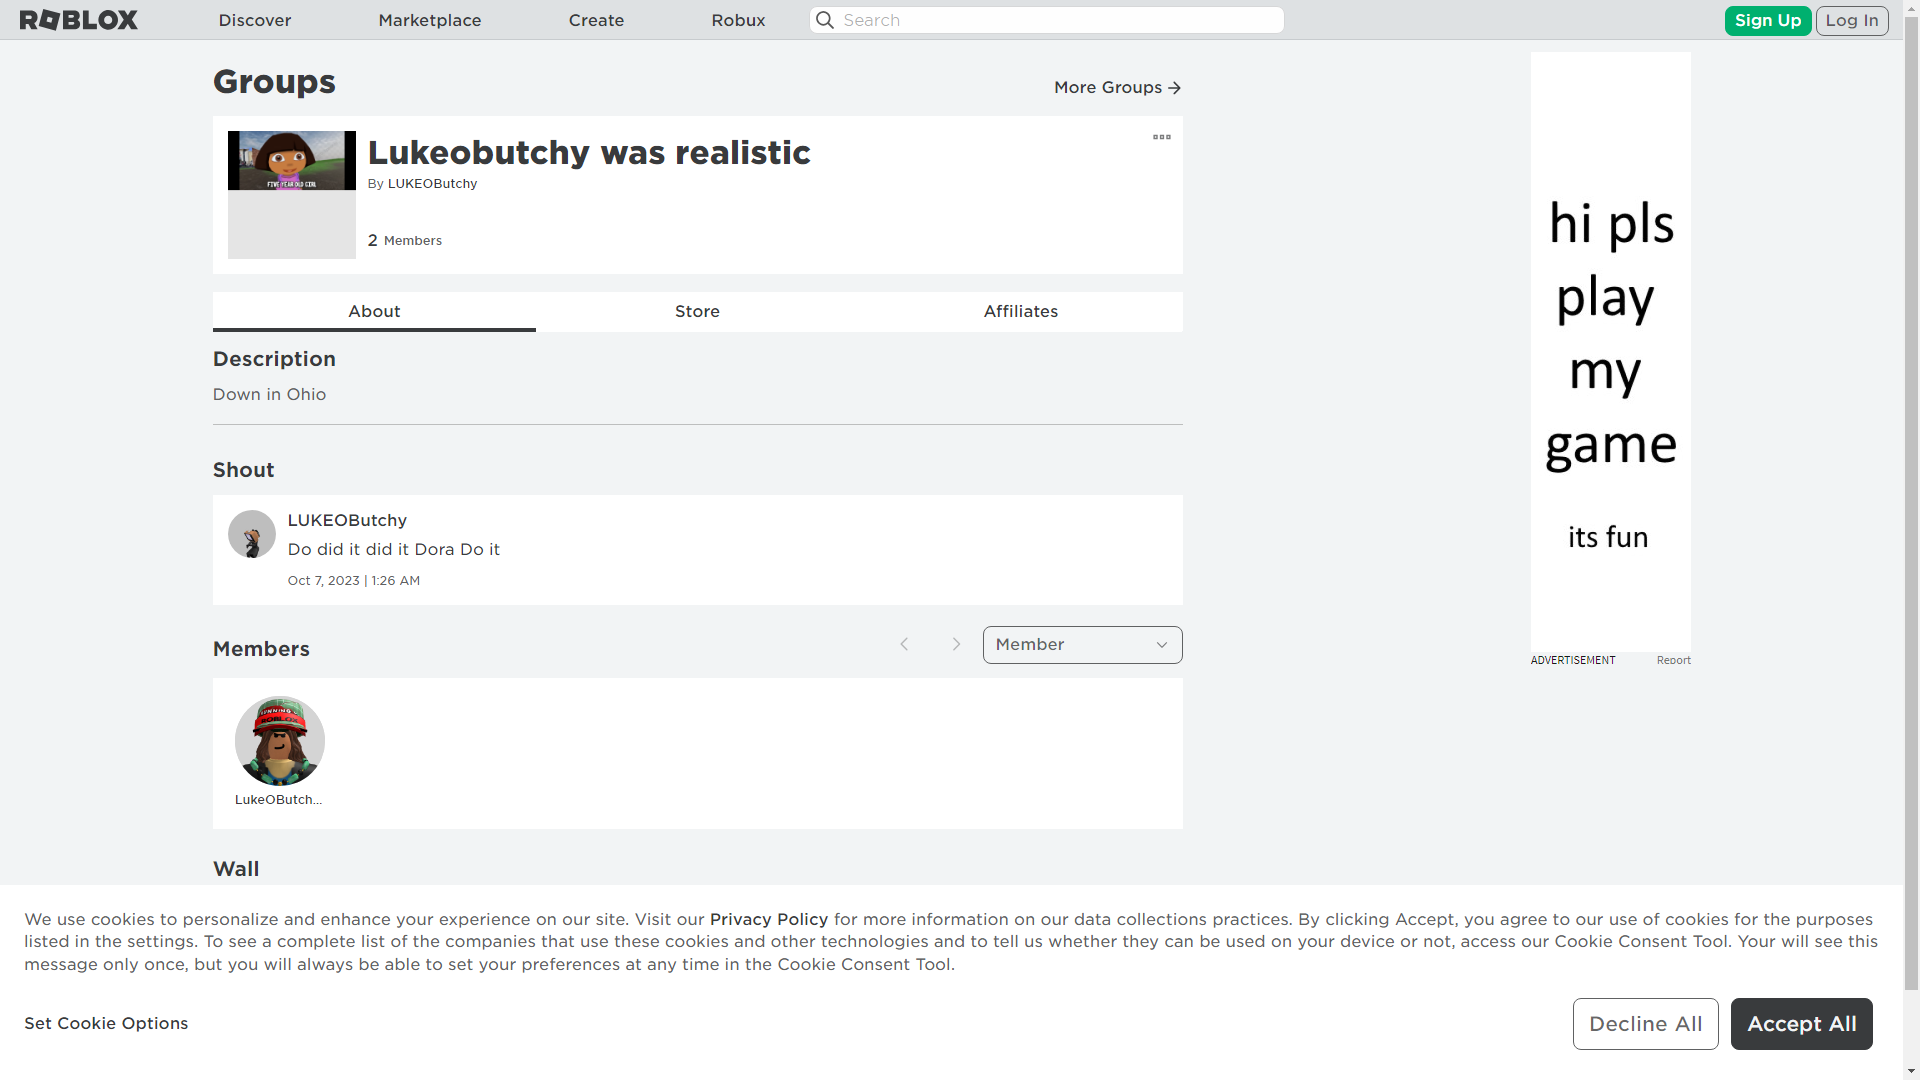 ROBLOX
Discover
Marketplace
Create
Robux
Search
Sign Up
Log In
Groups
More Groups
FIVE YEAR OLD GIRL
Lukeobutchy was realistic
By LUKEOButchy
2 Members
About
Store
Affiliates
Description
Down in Ohio
Shout
LUKEOButchy
Do did it did it Dora Do it
Oct 7, 2023 | 1:26 AM
Members
Member
LukeOButch...
Wall
hi pls
play
my
game
its fun
ADVERTISEMENT
Report
We use cookies to personalize and enhance your experience on our site. Visit our Privacy Policy for more information on our data collections practices. By clicking Accept, you agree to our use of cookies for the purposes
listed in the settings. To see a complete list of the companies that use these cookies and other technologies and to tell us whether they can be used on your device or not, access our Cookie Consent Tool. Your will see this
message only once, but you will always be able to set your preferences at any time in the Cookie Consent Tool.
Set Cookie Options
Decline All
Accept All